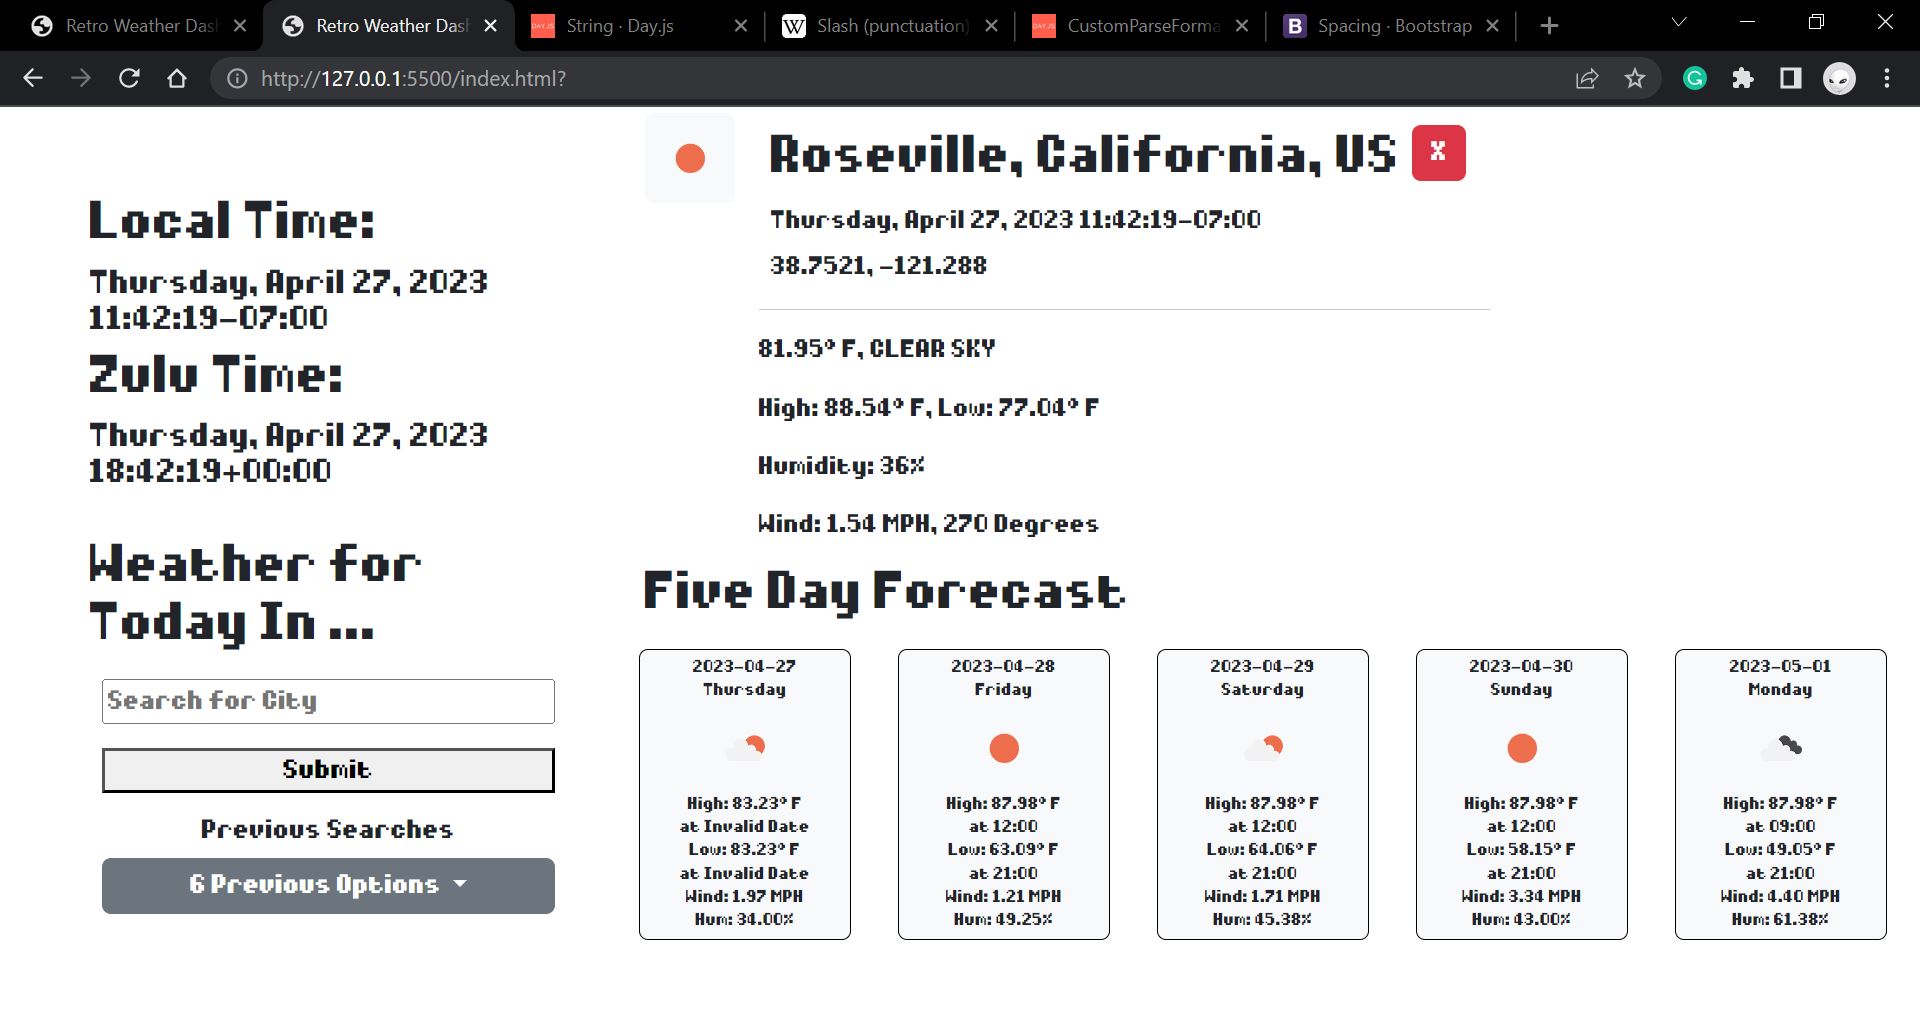 Retro Weather Das
Retro Weather Das
String · Day.js
Slash (punctuation)
CustomParseForma
Spacing · Bootstrap
http://127.0.0.1:5500/index.html?
Local Time:
Thursday, April 27, 2023
11:42:19-07:00
Zulu Time:
Thursday, April 27, 2023
18:42:19+00:00
Weather for
Today In ...
Search for City
Submit
Previous Searches
6 Previous Options
Roseville, California, US
X
Thursday, April 27, 2023 11:42:19-07:00
38.7521, -121.288
81.95° F, CLEAR SKY
High: 88.54° F, Low: 77.04° F
Humidity: 36%
Wind: 1.54 MPH, 270 Degrees
Five Day Forecast
2023-04-27
Thursday
High: 83.23° F
at Invalid Date
Low: 83.23° F
at Invalid Date
Wind: 1.97 MPH
Hum: 34.00%
2023-04-28
Friday
High: 87.98° F
at 12:00
Low: 63.09° F
at 21:00
Wind: 1.21 MPH
Hum: 49.25%
2023-04-29
Saturday
High: 87.98° F
at 12:00
Low: 64.06° F
at 21:00
Wind: 1.71 MPH
Hum: 45.38%
2023-04-30
Sunday
High: 87.98° F
at 12:00
Low: 58.15° F
at 21:00
Wind: 3.34 MPH
Hum: 43.00%
2023-05-01
Monday
High: 87.98° F
at 09:00
Low: 49.05° F
at 21:00
Wind: 4.40 MPH
Hum: 61.38%